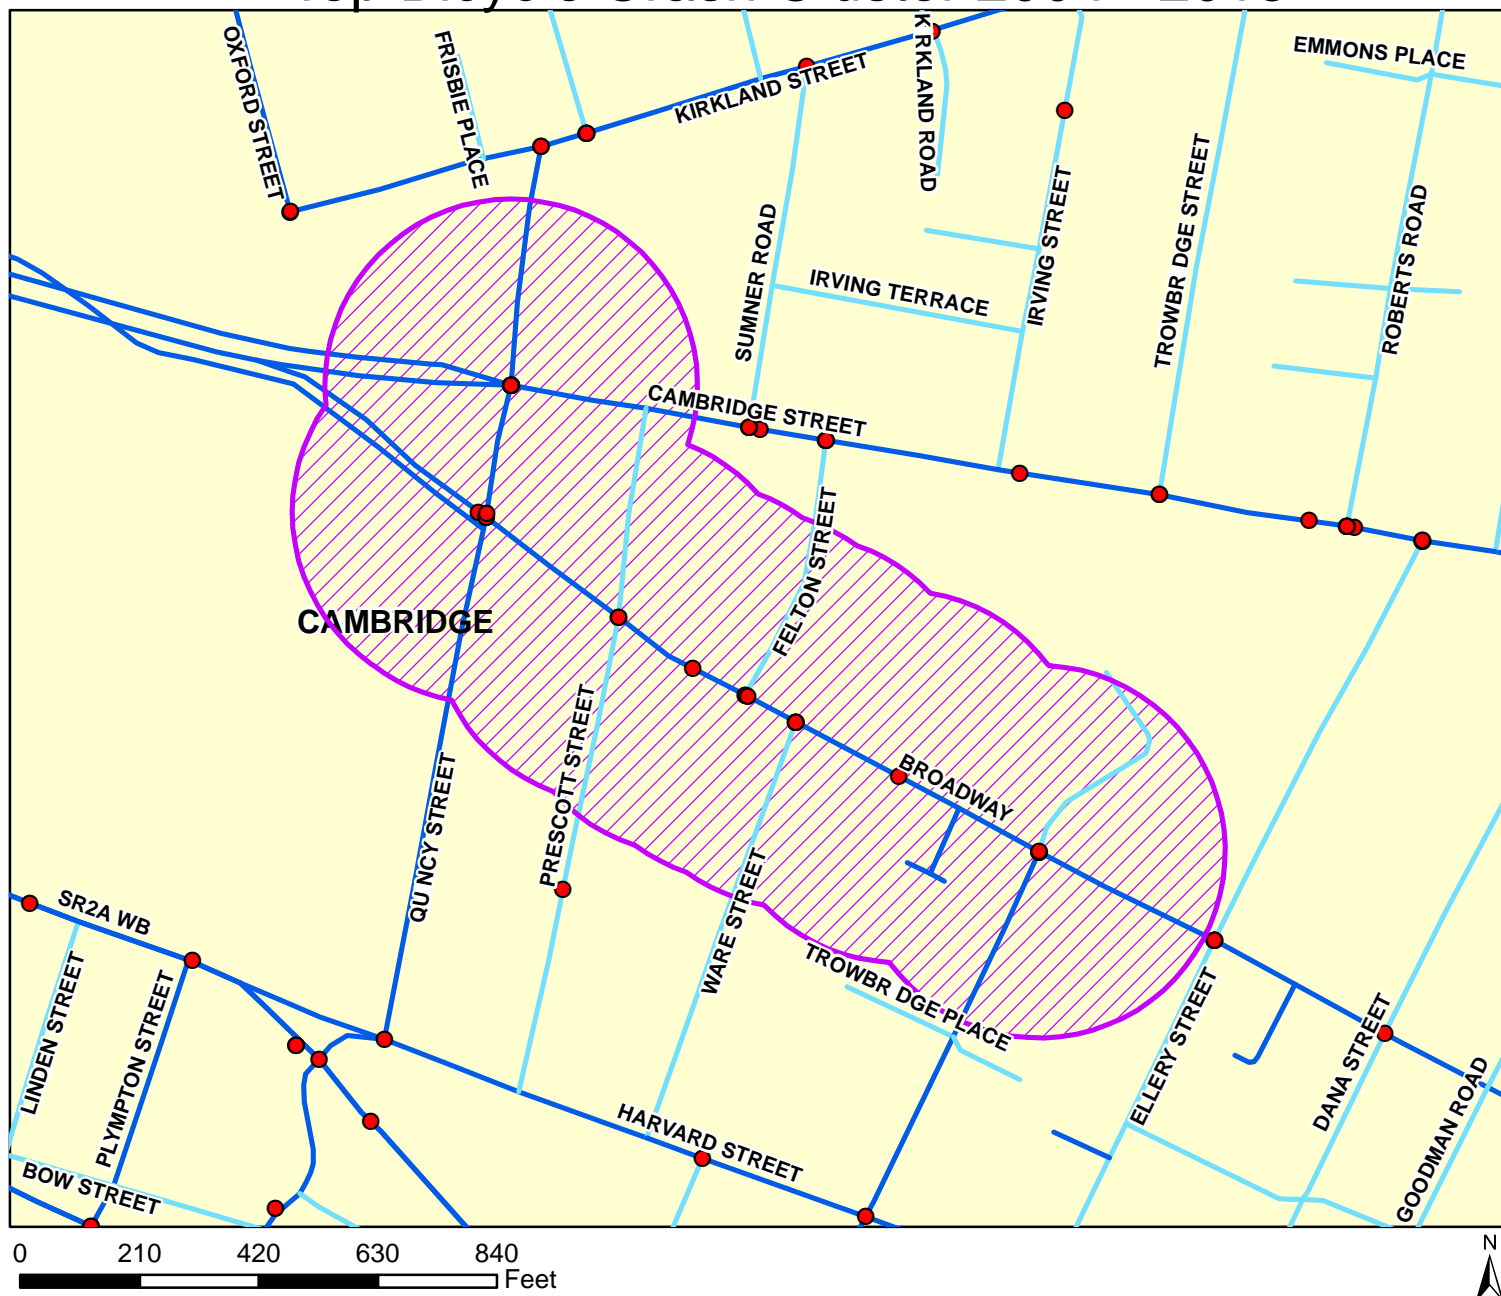 OXFORD STREET
FRISBIE PLACE
KIRKLAND STREET
K RKLAND ROAD
EMMONS PLACE
SUMNER ROAD
IRVING TERRACE
IRVING STREET
TROWBR DGE STREET
ROBERTS ROAD
CAMBRIDGE STREET
FELTON STREET
CAMBRIDGE
PRESCOTT STREET
QU NCY STREET
BROADWAY
WARE STREET
TROWBR DGE PLACE
SR2A WB
LINDEN STREET
PLYMPTON STREET
BOW STREET
HARVARD STREET
ELLERY STREET
DANA STREET
GOODMAN ROAD
0 210 420 630 840
Feet
N